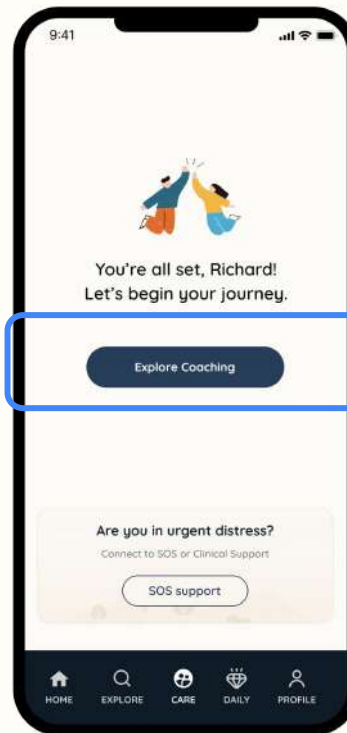 9:41
You're all set, Richard!
Let's begin your journey.
Explore Coaching
Are you in urgent distress?
Connect to SOS or Clinical Support
SOS support
HOME EXPLORE CARE DAILY PROFILE